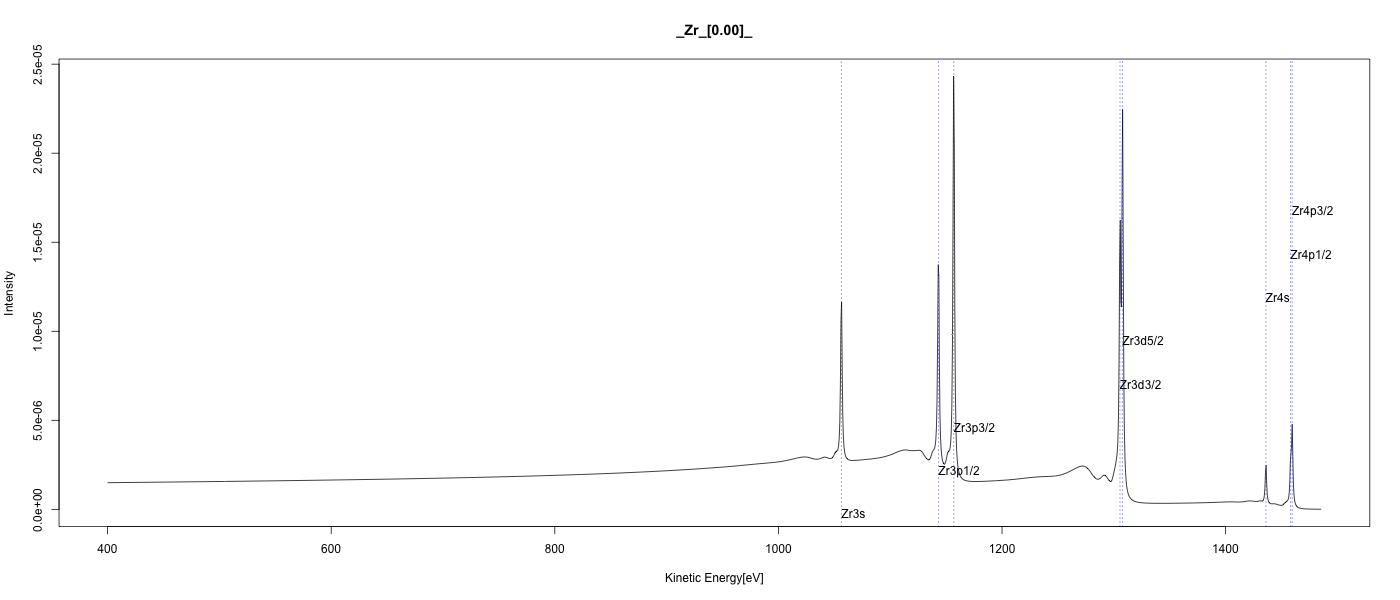 _Zr_[0.00]_
2.5e-05
2.0e-05
1.5e-05
1.0e-05
5.0e-06
0.0e+00
Intensity
Zr4p3/2
Zr4p1/2
Zr4s
Zr3d5/2
Zr3d3/2
Zr3p3/2
Zr3p1/2
Zr3s
400
600
800
1000
1200
1400
Kinetic Energy[eV]